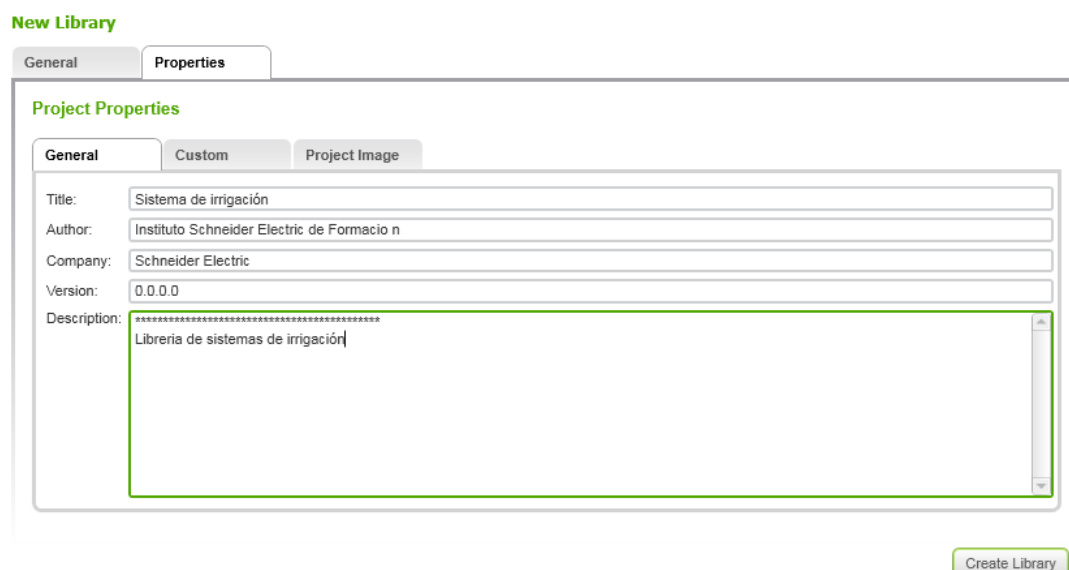 New Library
General Properties
Project Properties
General Custom Project Image
Title: Sistema de irrigación
Author: Instituto Schneider Electric de Formacio n
Company: Schneider Electric
Version: 0.0.0.0
Description: ********************************************
Libreria de sistemas de irrigación
Create Library